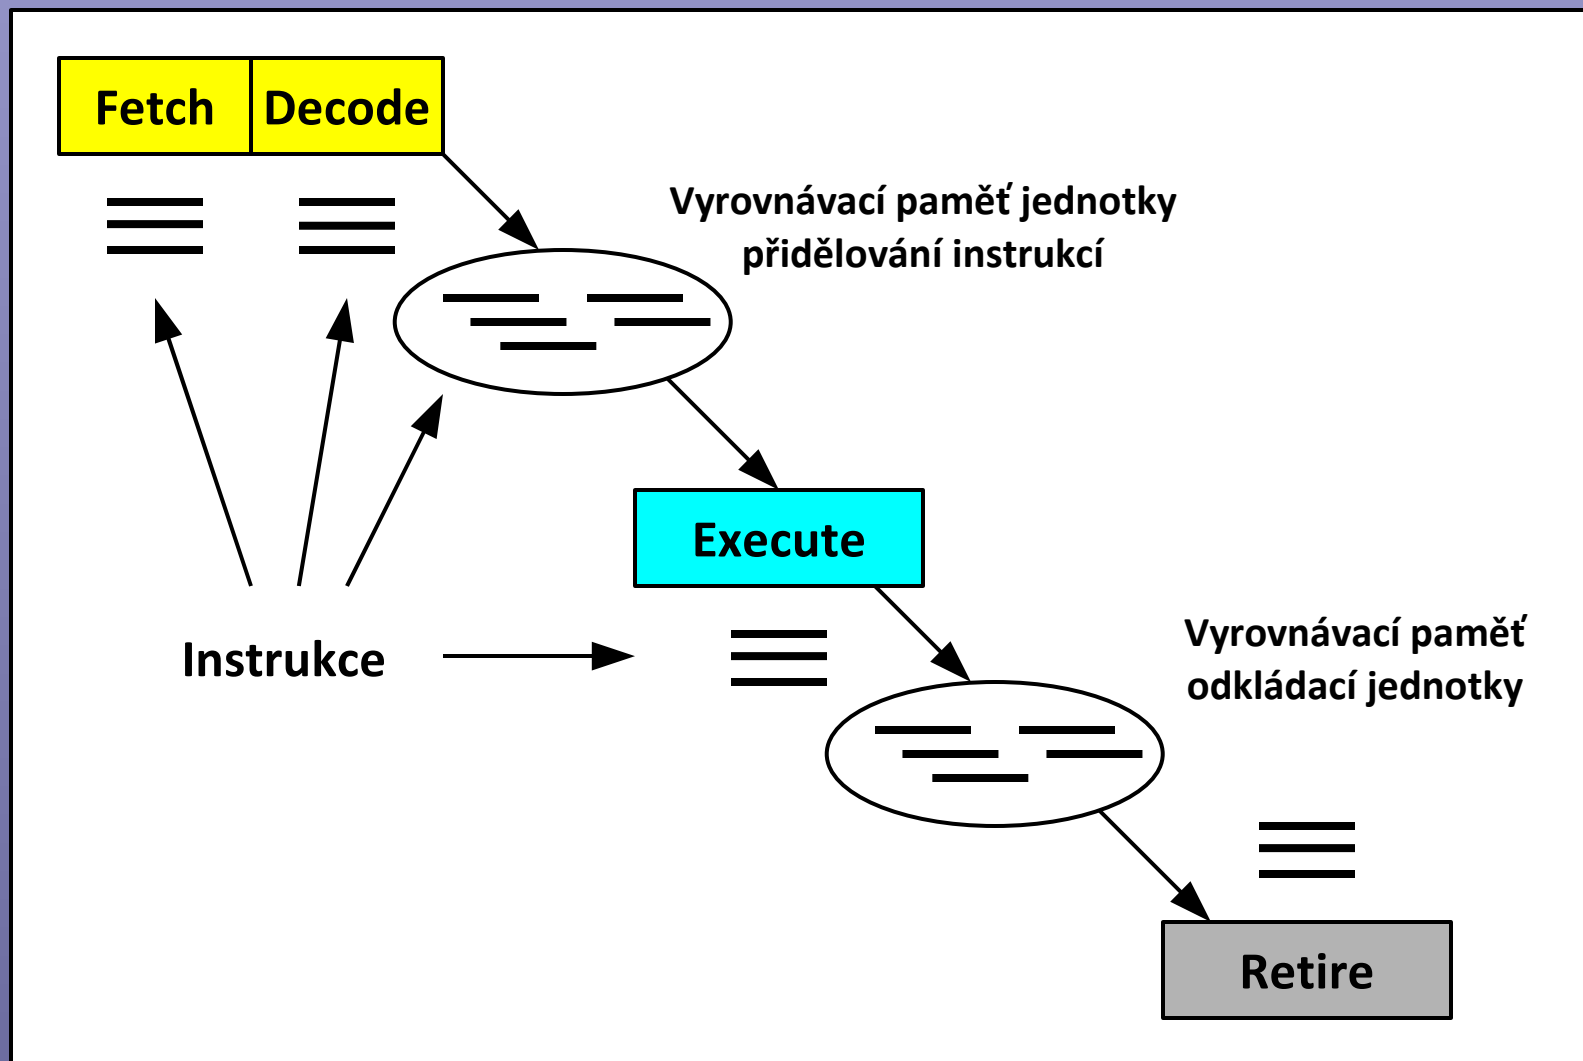 Fetch Decode
Vyrovnávací paměť jednotky
přidělování instrukcí
Execute
Instrukce
Vyrovnávací paměť
odkládací jednotky
Retire